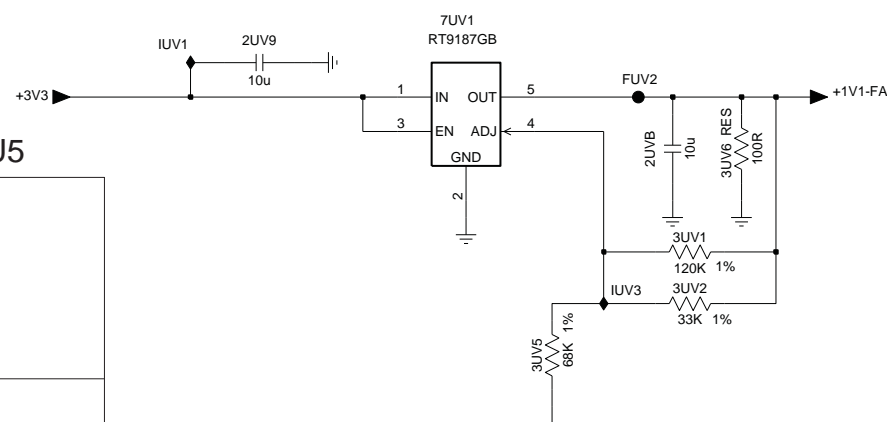 7UV1
RT9187GB
IUV1
2UV9
10u
+3V3
1
IN
OUT
5
FUV2
+1V1-FA
3
EN
ADJ
4
GND
2
2UVB
10u
3UV6 RES
100R
3UV1
120K 1%
IUV3
3UV2
33K 1%
3UV5
68K 1%